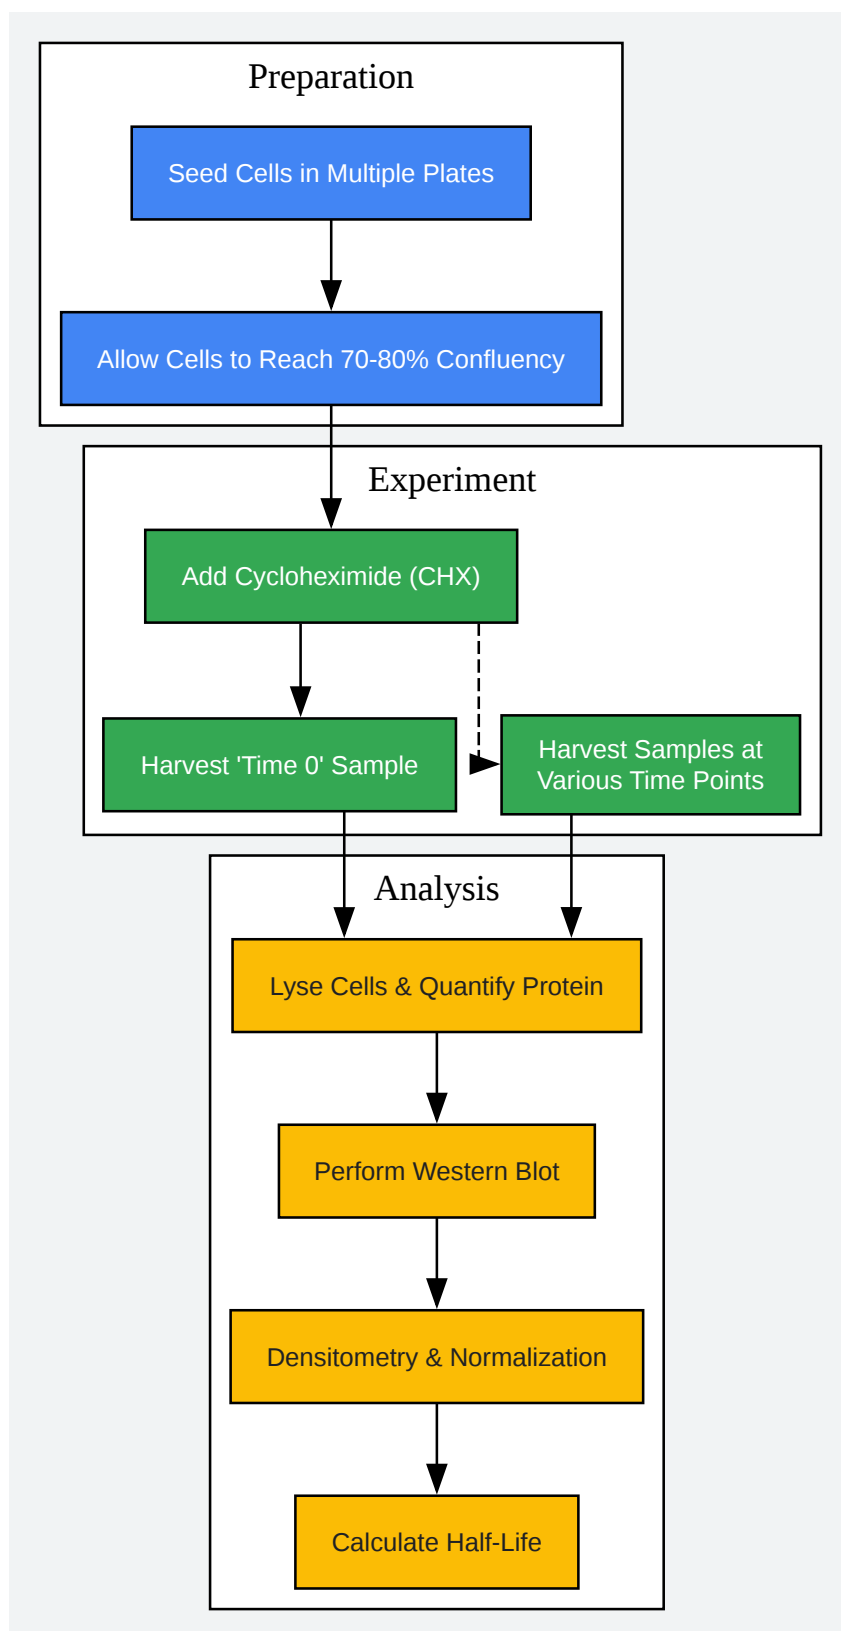 Preparation
Seed Cells in Multiple Plates
Allow Cells to Reach 70-80% Confluency
Experiment
Add Cycloheximide (CHX)
Harvest 'Time 0' Sample
Harvest Samples at
Various Time Points
Analysis
Lyse Cells & Quantify Protein
Perform Western Blot
Densitometry & Normalization
Calculate Half-Life